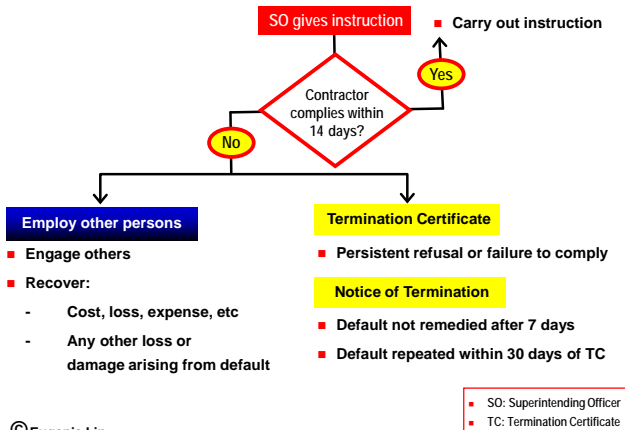 SO gives instruction
Carry out instruction
Yes
Contractor
complies within
14 days?
No
Employ other persons
Engage others
Recover:
- Cost, loss, expense, etc
- Any other loss or
damage arising from default
Termination Certificate
Persistent refusal or failure to comply
Notice of Termination
Default not remedied after 7 days
Default repeated within 30 days of TC
SO: Superintending Officer
TC: Termination Certificate
©